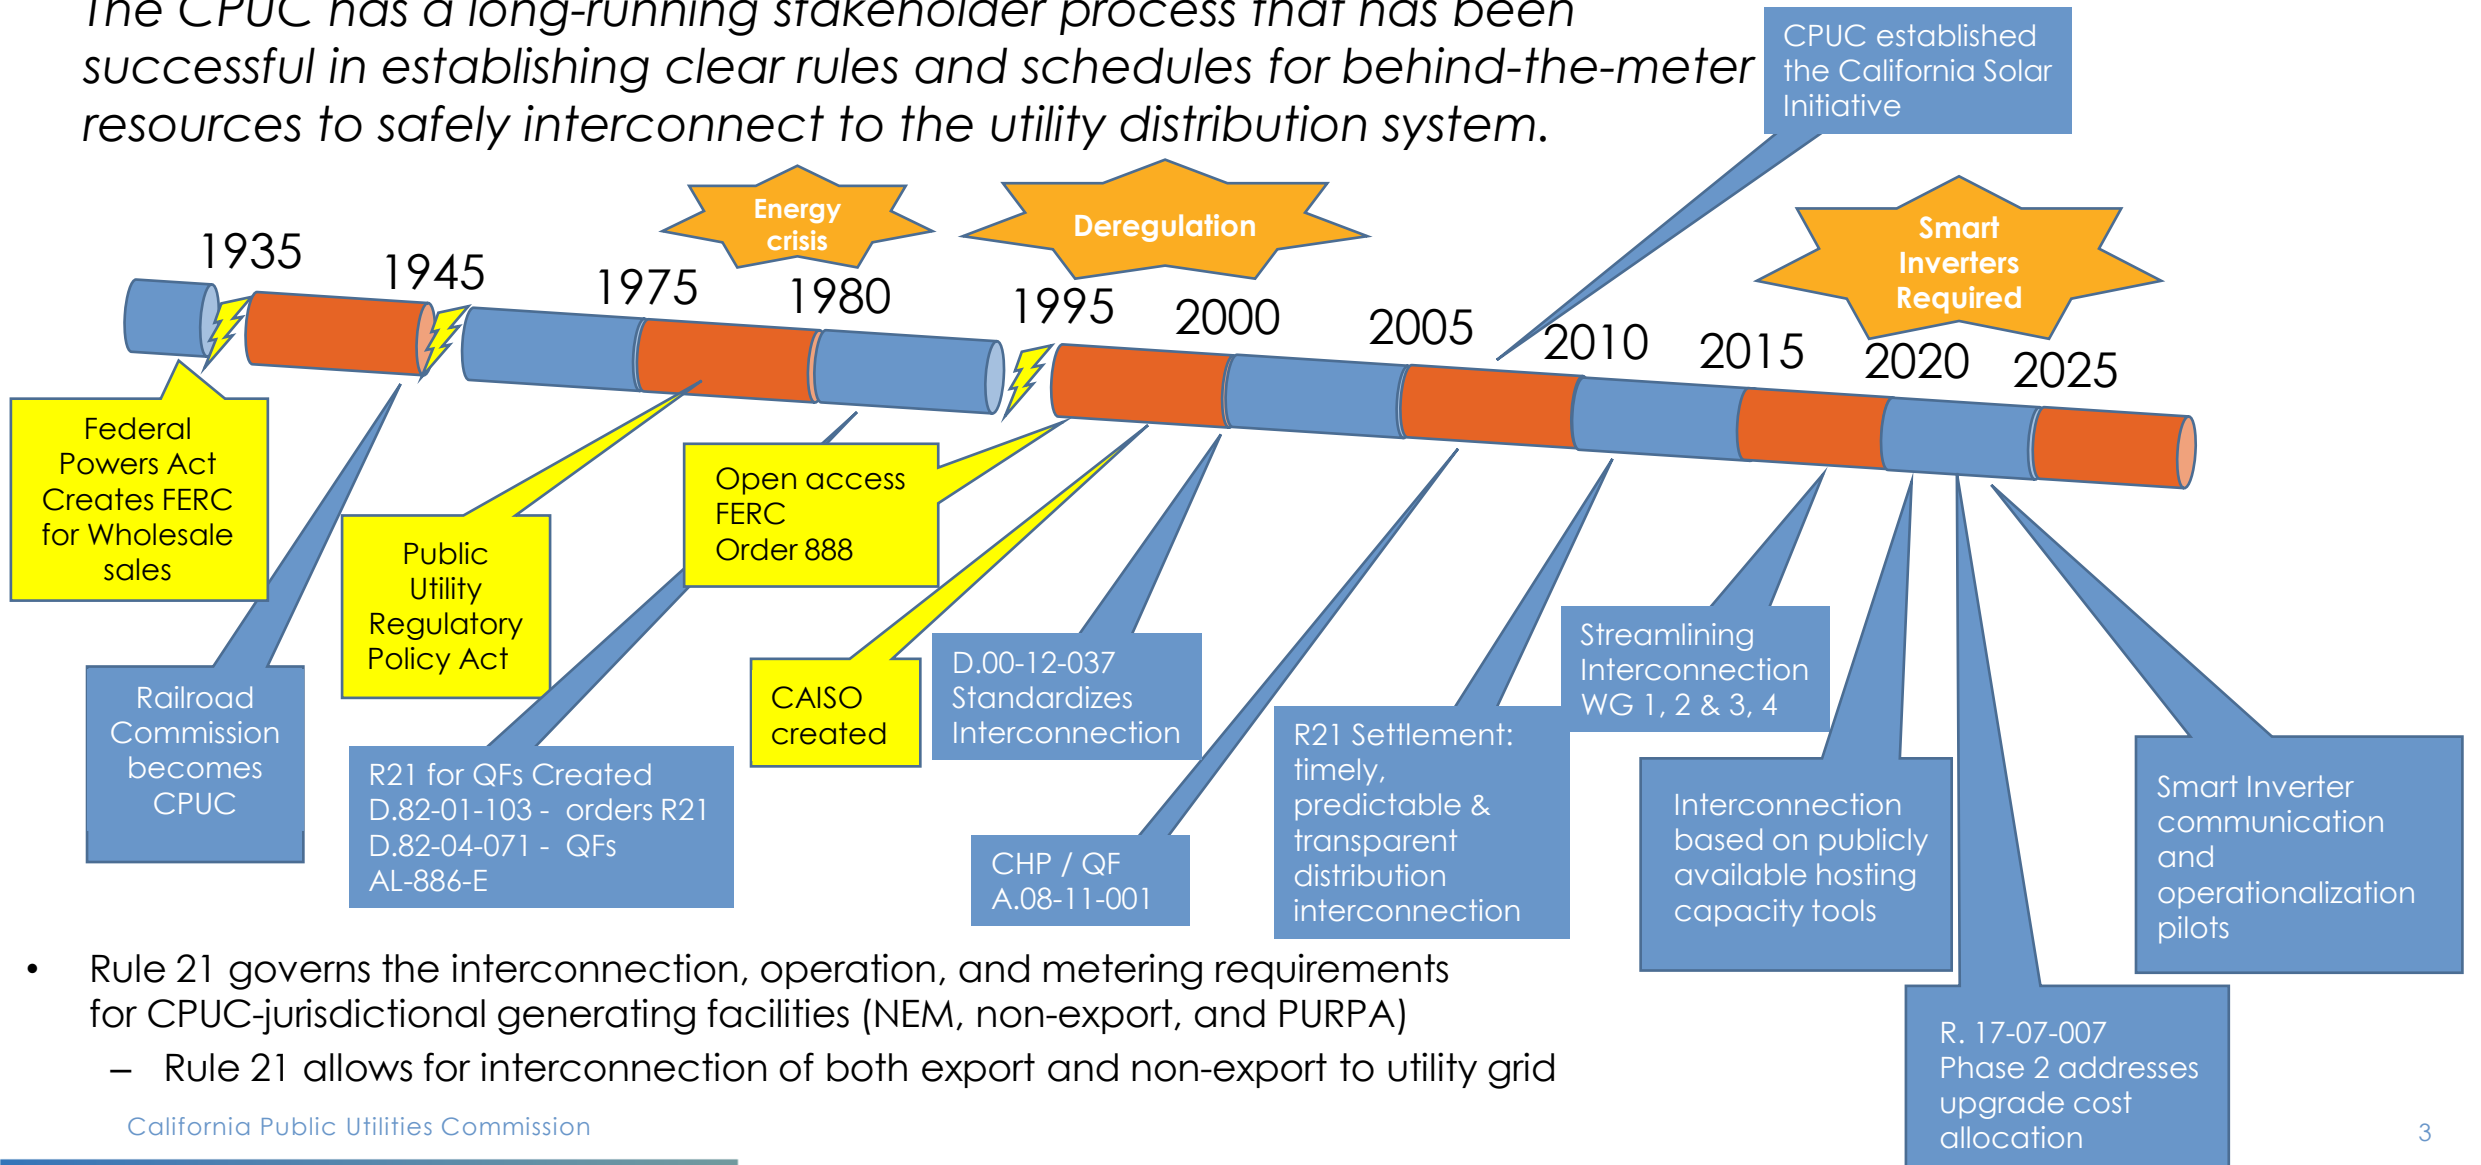 The CPUC has a long-running stakeholder process that has been
successful in establishing clear rules and schedules for behind-the-meter
resources to safely interconnect to the utility distribution system.
CPUC established
the California Solar
Initiative
Energy
crisis
Deregulation
Smart
Inverters
Required
1935
1945
1975
1980
1995
2000
2005
2010
2015
2020
2025
Federal
Powers Act
Creates FERC
for Wholesale
sales
Railroad
Commission
becomes
CPUC
Public
Utility
Regulatory
Policy Act
R21 for QFs Created
D.82-01-103 - orders R21
D.82-04-071 - QFs
AL-886-E
Open access
FERC
Order 888
CAISO
created
D.00-12-037
Standardizes
Interconnection
CHP / QF
A.08-11-001
R21 Settlement:
timely,
predictable &
transparent
distribution
interconnection
Streamlining
Interconnection
WG 1, 2 & 3, 4
Interconnection
based on publicly
available hosting
capacity tools
R. 17-07-007
Phase 2 addresses
upgrade cost
allocation
Smart Inverter
communication
and
operationalization
pilots
• Rule 21 governs the interconnection, operation, and metering requirements
for CPUC-jurisdictional generating facilities (NEM, non-export, and PURPA)
– Rule 21 allows for interconnection of both export and non-export to utility grid
California Public Utilities Commission
3